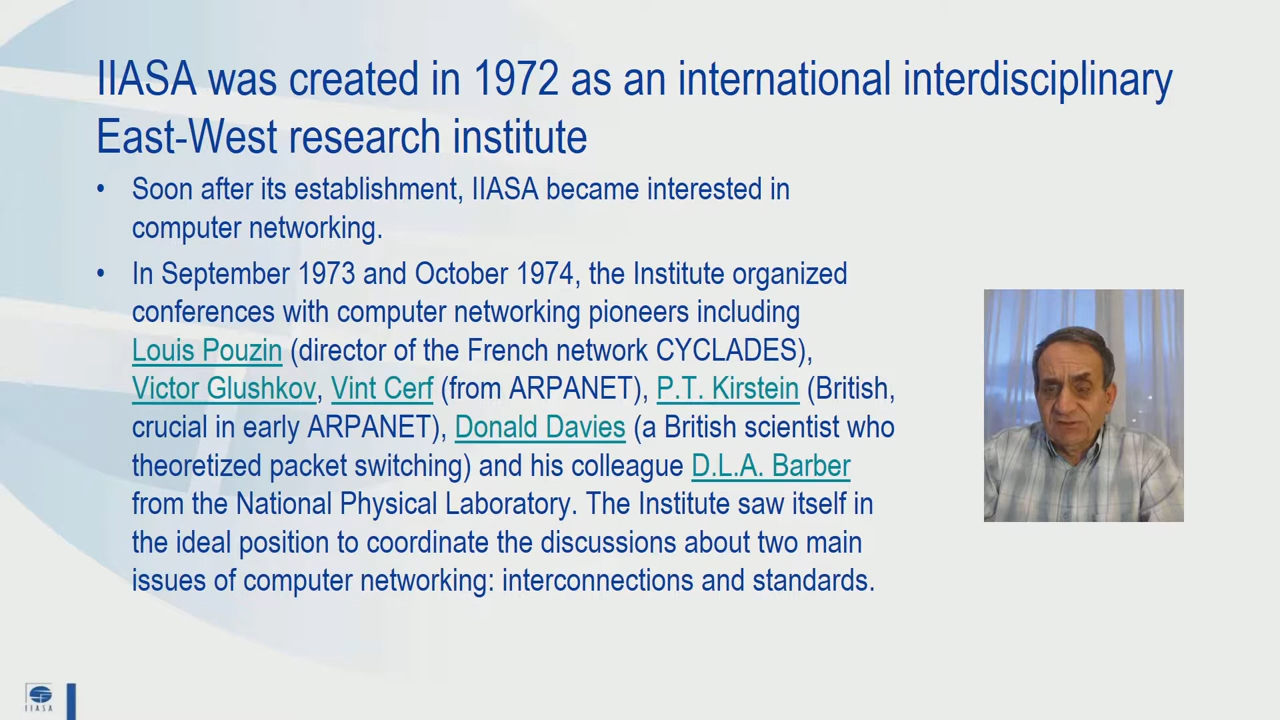 IIASA was created in 1972 as an international interdisciplinary
East-West research institute
• Soon after its establishment, IIASA became interested in
computer networking.
• In September 1973 and October 1974, the Institute organized
conferences with computer networking pioneers including
Louis Pouzin (director of the French network CYCLADES),
Victor Glushkov, Vint Cerf (from ARPANET), P.T. Kirstein (British,
crucial in early ARPANET), Donald Davies (a British scientist who
theoretized packet switching) and his colleague D.L.A. Barber
from the National Physical Laboratory. The Institute saw itself in
the ideal position to coordinate the discussions about two main
issues of computer networking: interconnections and standards.
IIASA